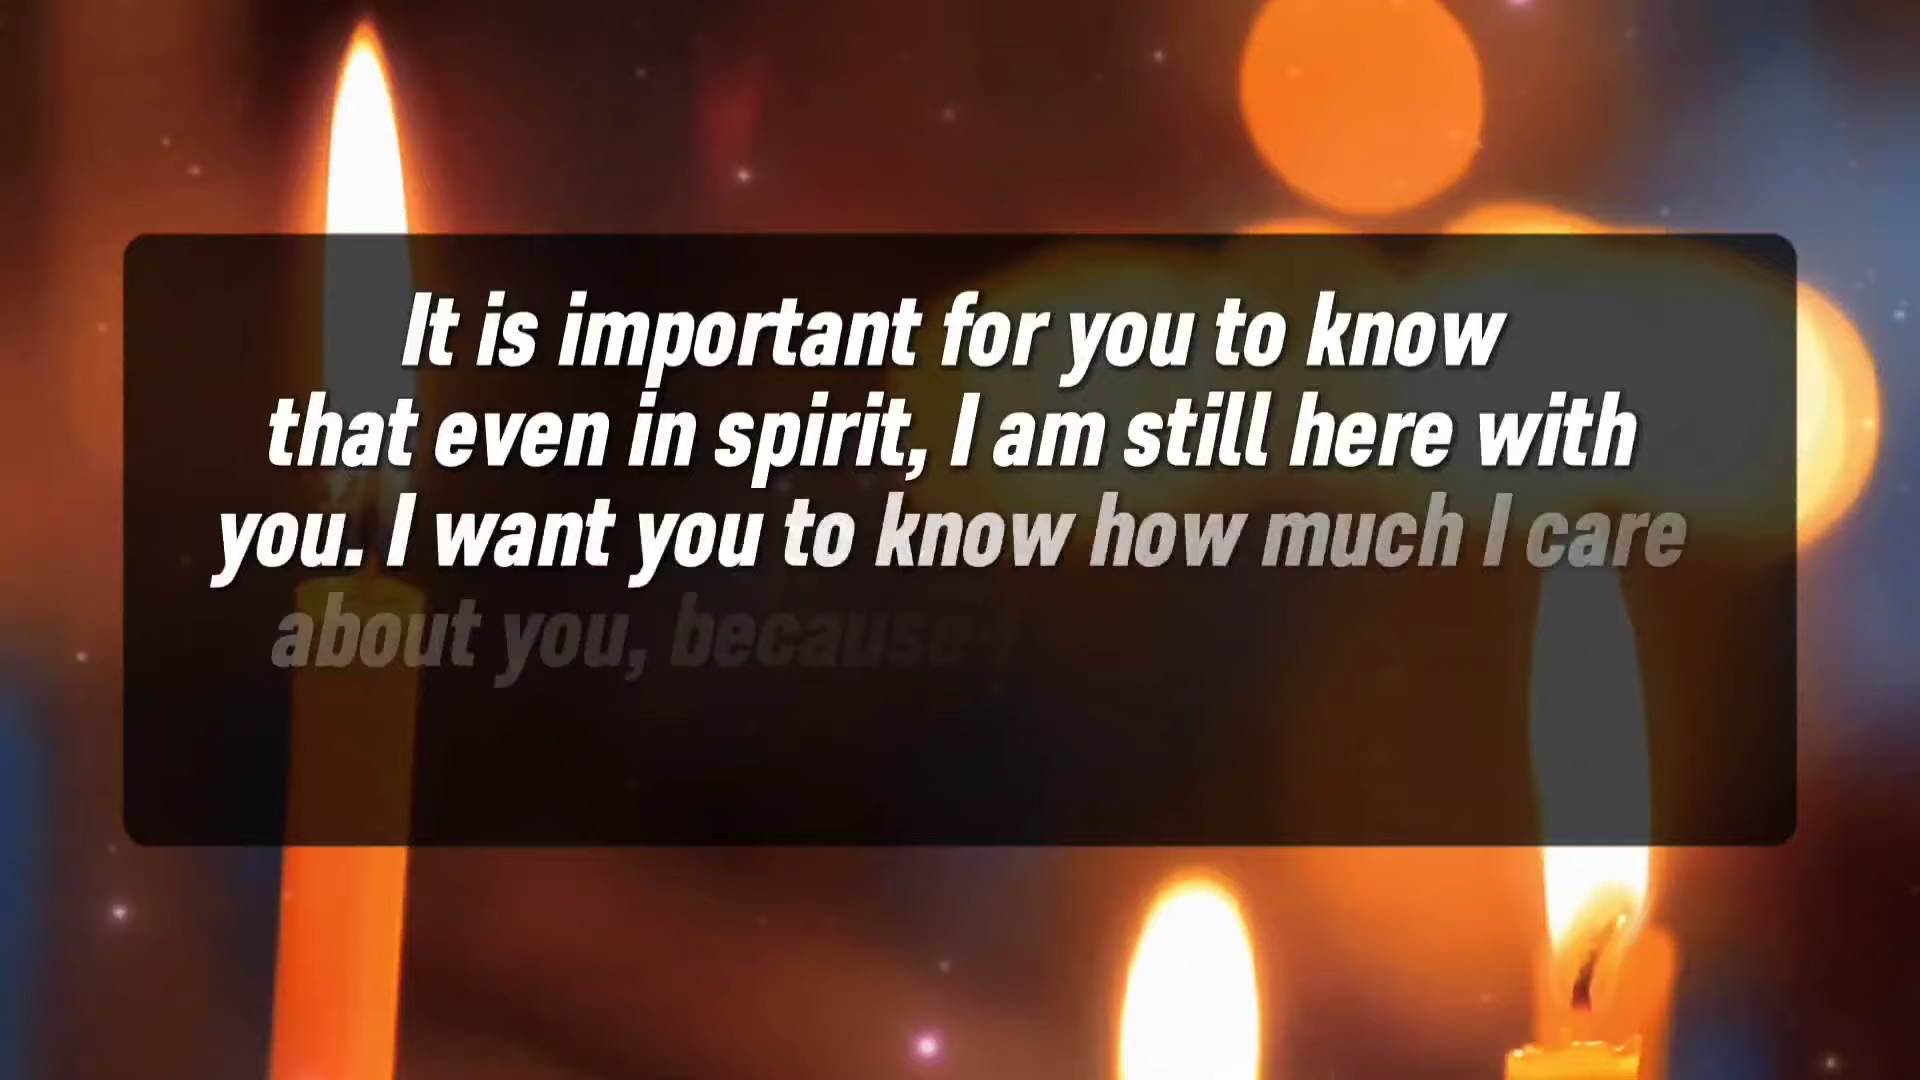 It is important for you to know
that even in spirit, I am still here with
you. I want you to know how much I care
about you, because I